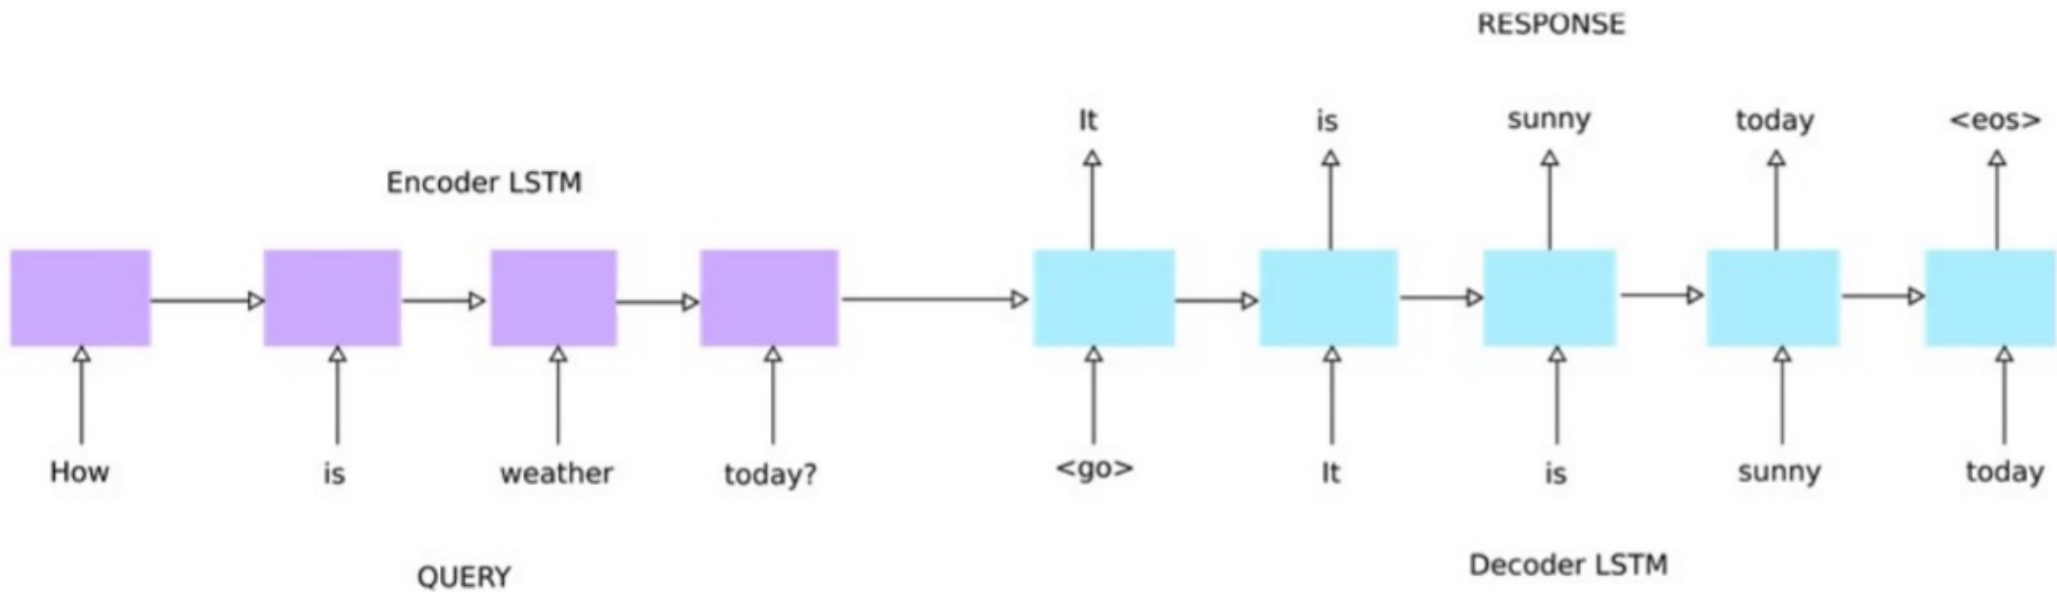 RESPONSE
It is sunny today <eos>
Encoder LSTM
How is weather today? <go> It is sunny today
QUERY
Decoder LSTM